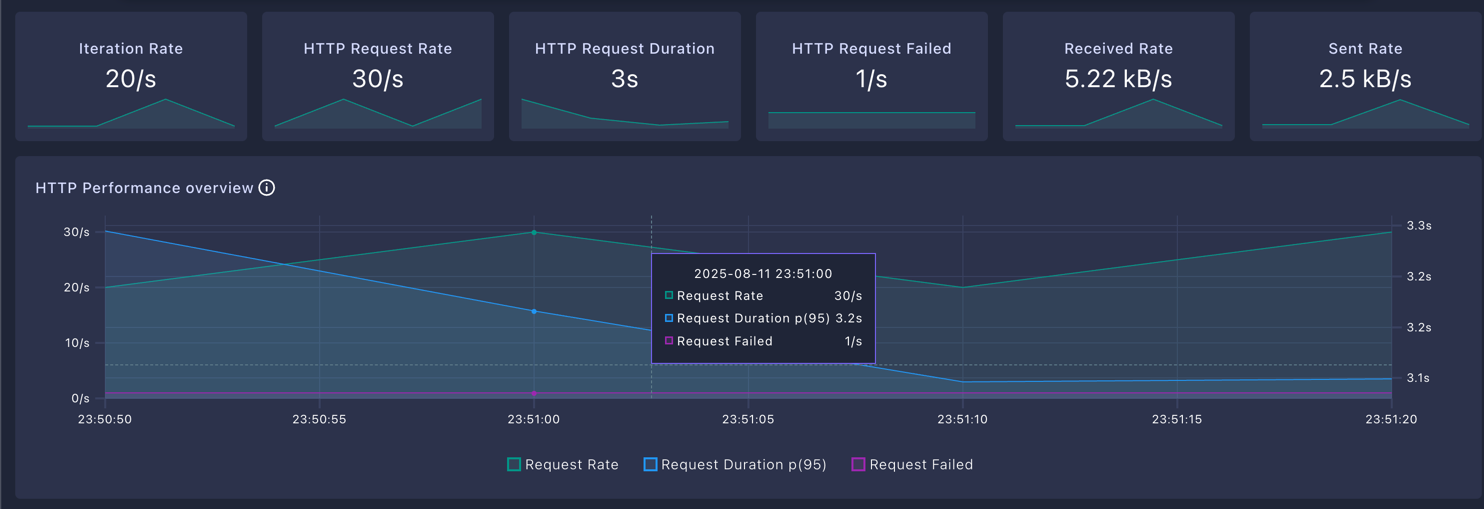 Iteration Rate
20/s
HTTP Request Rate
30/s
HTTP Request Duration
3s
HTTP Request Failed
1/s
Received Rate
5.22 kB/s
Sent Rate
2.5 kB/s
HTTP Performance overview
30/s
20/s
10/s
0/s
3.3s
3.2s
3.2s
3.1s
2025-08-11 23:51:00
Request Rate 30/s
Request Duration p(95) 3.2s
Request Failed 1/s
23:50:50 23:50:55 23:51:00 23:51:05 23:51:10 23:51:15 23:51:20
Request Rate Request Duration p(95) Request Failed